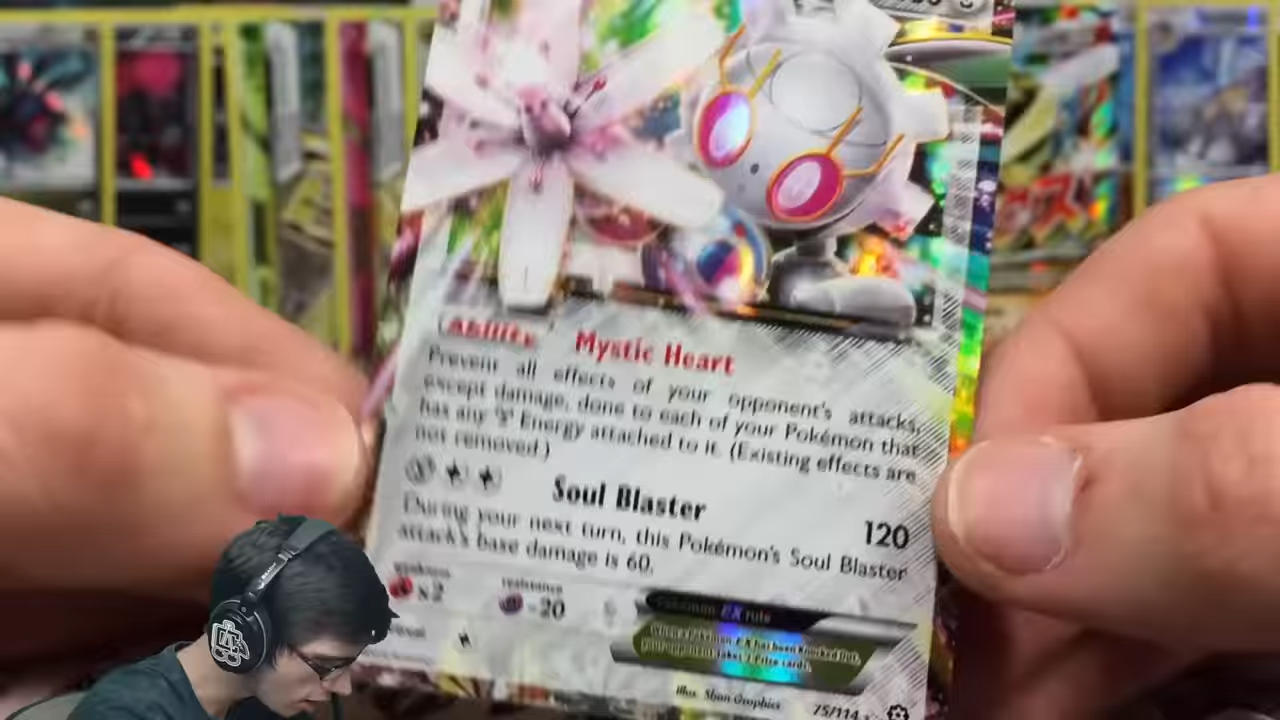 Ability Mystic Heart
Prevent all effects of your opponent's attacks,
except damage, done to each of your Pokémon that
has any Energy attached to it. (Existing effects are
not removed.)
Soul Blaster 120
During your next turn, this Pokémon's Soul Blaster
attack's base damage is 60.
weakness resistance
×2 -20
Pokémon EX rule
When a Pokémon-EX has been Knocked Out,
your opponent takes 2 Prize cards.
Illus. 5ban Graphics
75/114